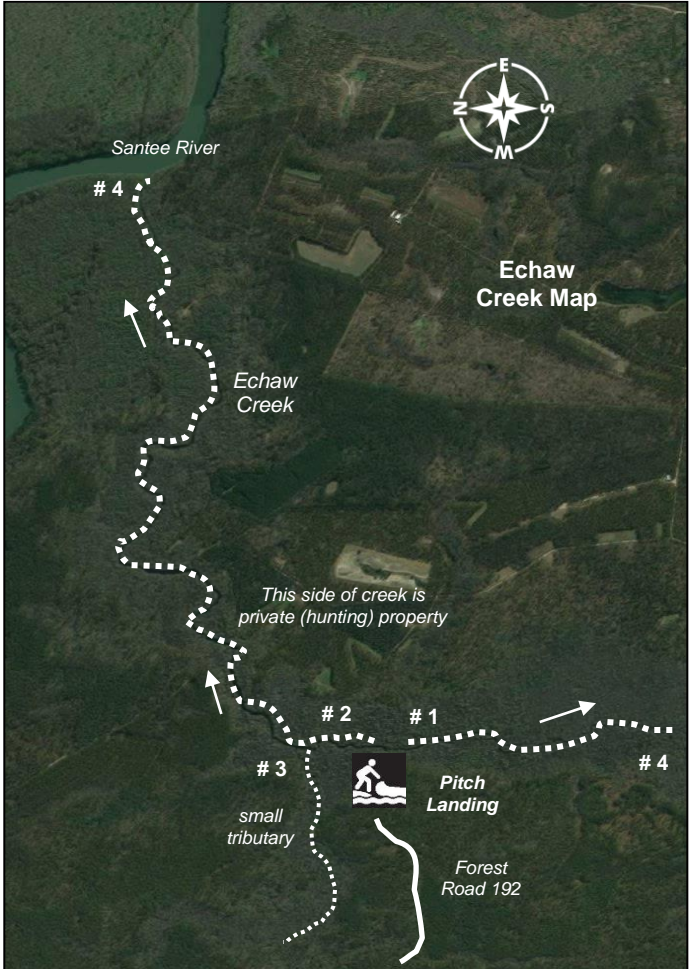 E
N
S
W
Santee River
# 4
Echaw
Creek Map
Echaw
Creek
This side of creek is
private (hunting) property
# 2
# 1
# 3
# 4
Pitch
Landing
small
tributary
Forest
Road 192